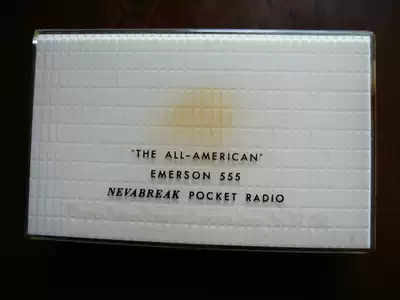 "THE ALL-AMERICAN"
EMERSON 555
NEVABREAK POCKET RADIO